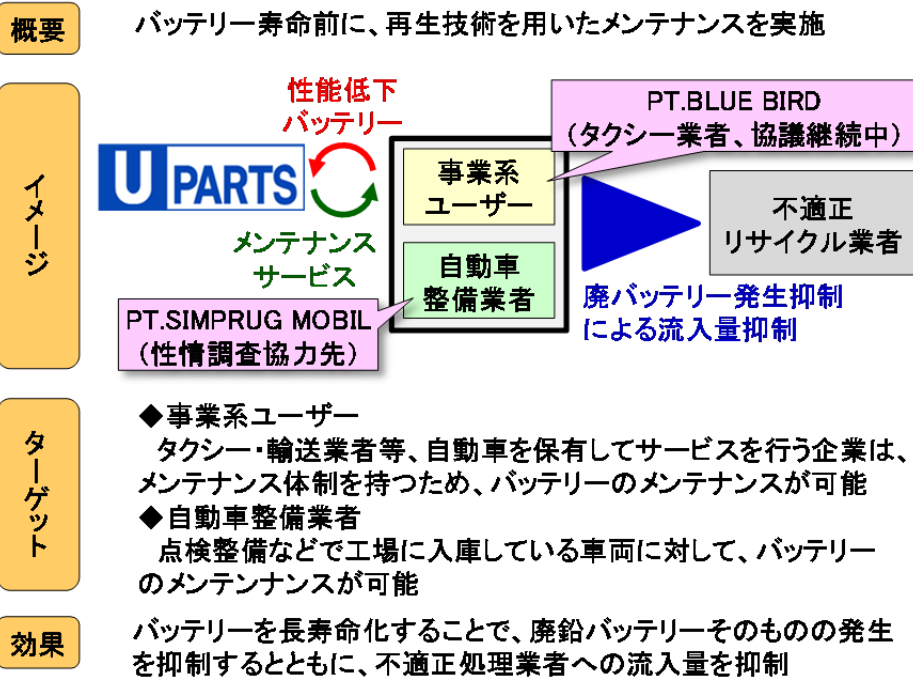 概要
バッテリー寿命前に、再生技術を用いたメンテナンスを実施
イメージ
性能低下
バッテリー
U PARTS
メンテナンス
サービス
事業系
ユーザー
自動車
整備業者
PT.BLUE BIRD
(タクシー業者、協議継続中)
不適正
リサイクル業者
廃バッテリー発生抑制
による流入量抑制
PT.SIMPRUG MOBIL
(性情調査協力先)
ターゲット
◆事業系ユーザー
タクシー・輸送業者等、自動車を保有してサービスを行う企業は、
メンテナンス体制を持つため、バッテリーのメンテナンスが可能
◆自動車整備業者
点検整備などで工場に入庫している車両に対して、バッテリー
のメンテンナンスが可能
効果
バッテリーを長寿命化することで、廃鉛バッテリーそのものの発生
を抑制するとともに、不適正処理業者への流入量を抑制